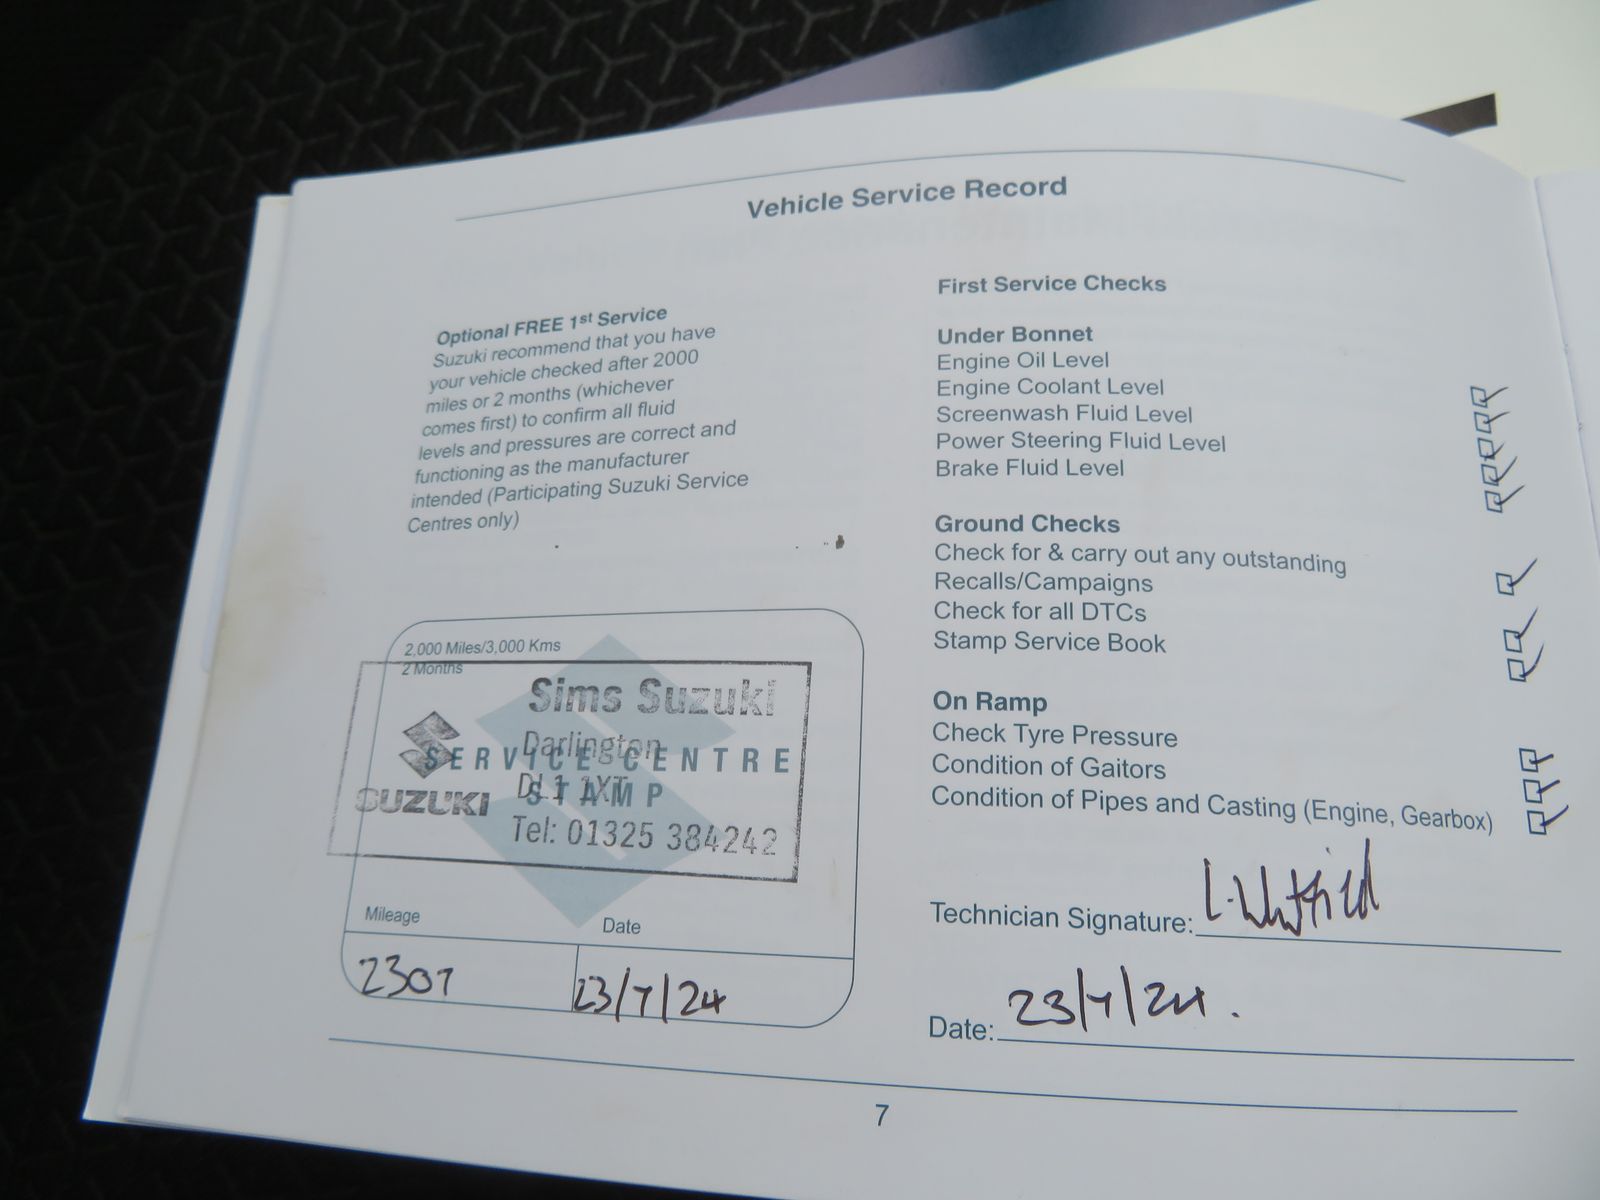 Vehicle Service Record
Optional FREE 1st Service
Suzuki recommend that you have
your vehicle checked after 2000
miles or 2 months (whichever
comes first) to confirm all fluid
levels and pressures are correct and
functioning as the manufacturer
intended (Participating Suzuki Service
Centres only)
2,000 Miles/3,000 Kms
2 Months
Sims Suzuki
Darlington
SERVICE CENTRE
DL1 1XT
STAMP
SUZUKI
Tel: 01325 384242
Mileage
Date
2307
23/7/24
First Service Checks
Under Bonnet
Engine Oil Level
Engine Coolant Level
Screenwash Fluid Level
Power Steering Fluid Level
Brake Fluid Level
Ground Checks
Check for & carry out any outstanding
Recalls/Campaigns
Check for all DTCs
Stamp Service Book
On Ramp
Check Tyre Pressure
Condition of Gaitors
Condition of Pipes and Casting (Engine, Gearbox)
Technician Signature:
Date: 23/7/24.
7